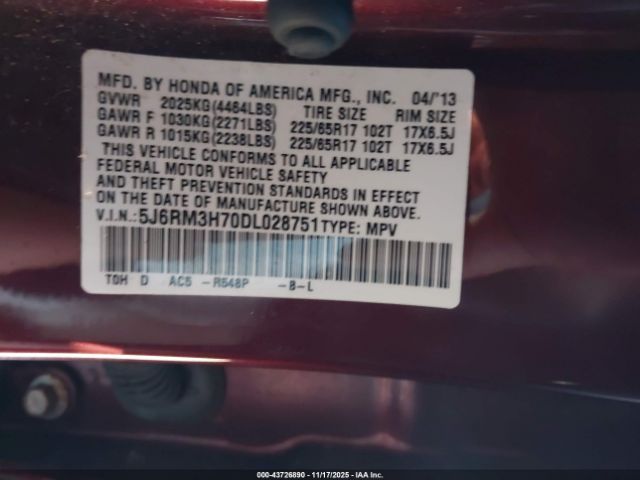 MFD. BY HONDA OF AMERICA MFG., INC. 04/'13
GVWR 2025KG(4464LBS) TIRE SIZE RIM SIZE
GAWR F 1030KG(2271LBS) 225/65R17 102T 17X6.5J
GAWR R 1015KG(2238LBS) 225/65R17 102T 17X6.5J
THIS VEHICLE CONFORMS TO ALL APPLICABLE
FEDERAL MOTOR VEHICLE SAFETY
AND THEFT PREVENTION STANDARDS IN EFFECT
ON THE DATE OF MANUFACTURE SHOWN ABOVE.
V.I.N.: 5J6RM3H70DL028751 TYPE: MPV
TOH D AC5 -R548P -B-L
000-43726890 - 11/17/2025 - IAAI, Inc.